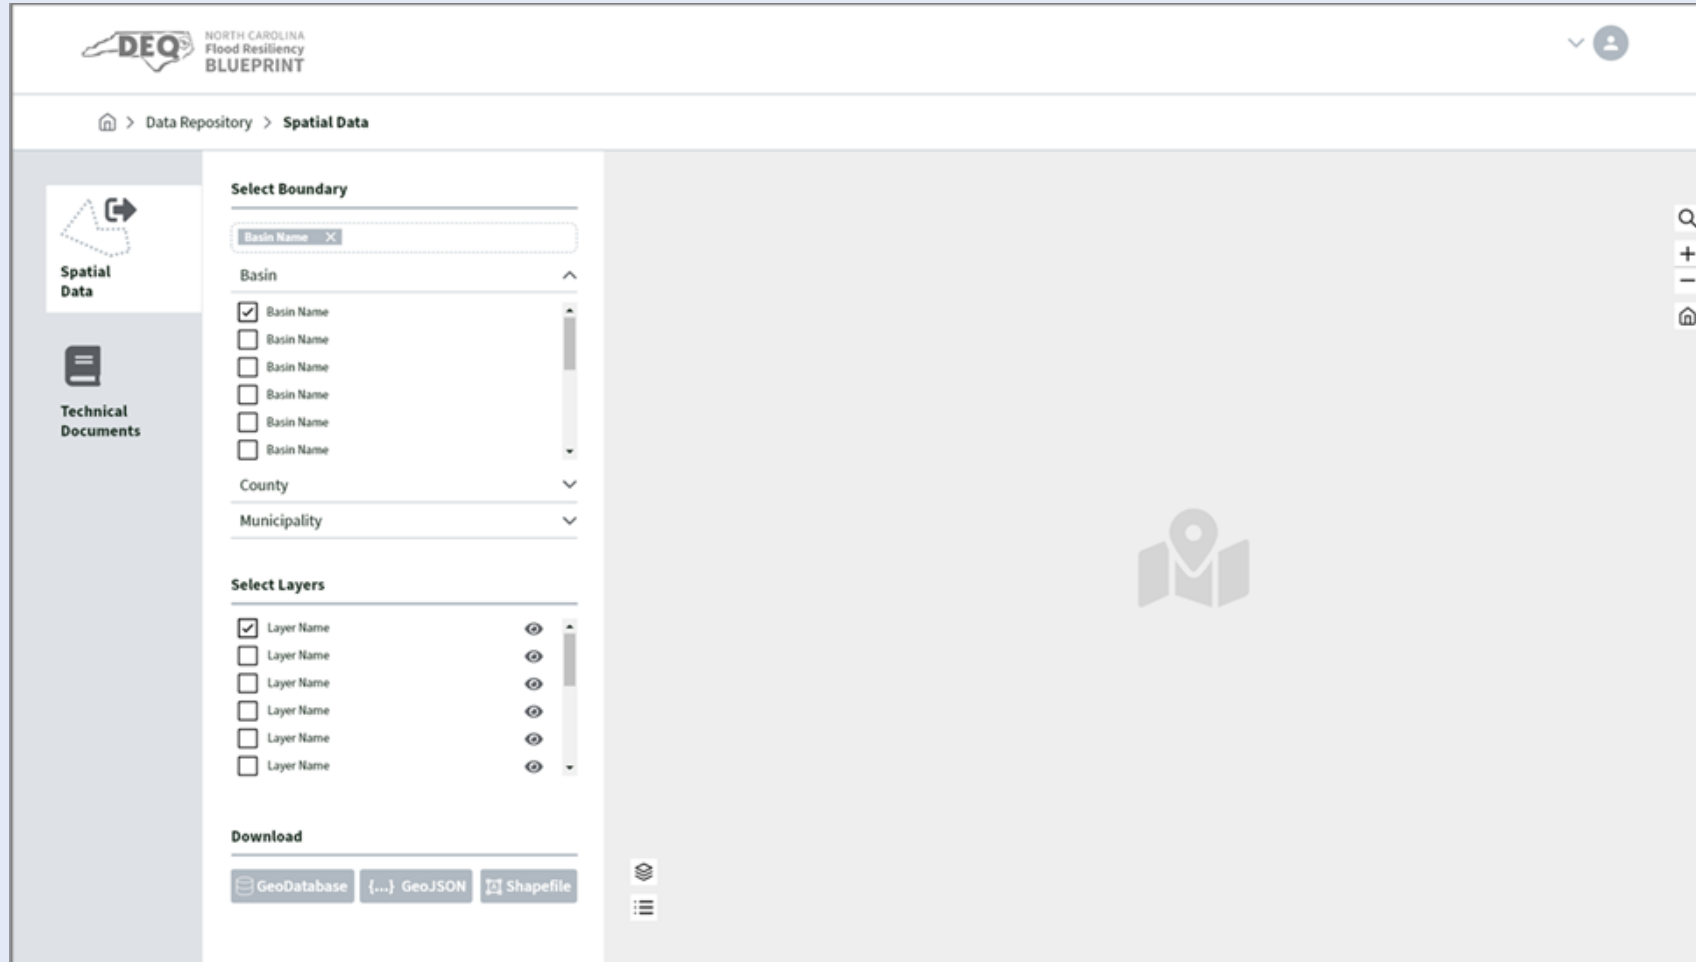 DEQ
NORTH CAROLINA
Flood Resiliency
BLUEPRINT
> Data Repository > Spatial Data
Spatial
Data
Technical
Documents
Select Boundary
Basin Name X
Basin
Basin Name
Basin Name
Basin Name
Basin Name
Basin Name
Basin Name
County
Municipality
Select Layers
Layer Name
Layer Name
Layer Name
Layer Name
Layer Name
Layer Name
Download
GeoDatabase {...} GeoJSON Shapefile